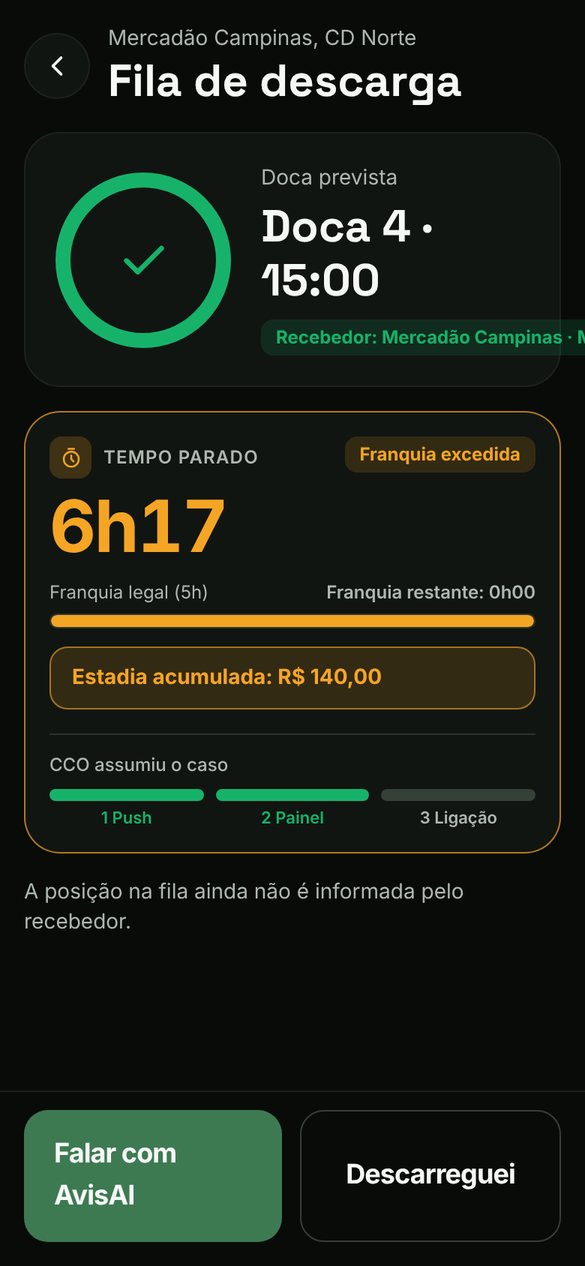 Mercadão Campinas, CD Norte
Fila de descarga
Doca prevista
Doca 4 ·
15:00
Recebedor: Mercadão Campinas ·
TEMPO PARADO
Franquia excedida
6h17
Franquia legal (5h)
Franquia restante: 0h00
Estadia acumulada: R$ 140,00
CCO assumiu o caso
1 Push
2 Painel
3 Ligação
A posição na fila ainda não é informada pelo
recebedor.
Falar com
AvisAI
Descarreguei